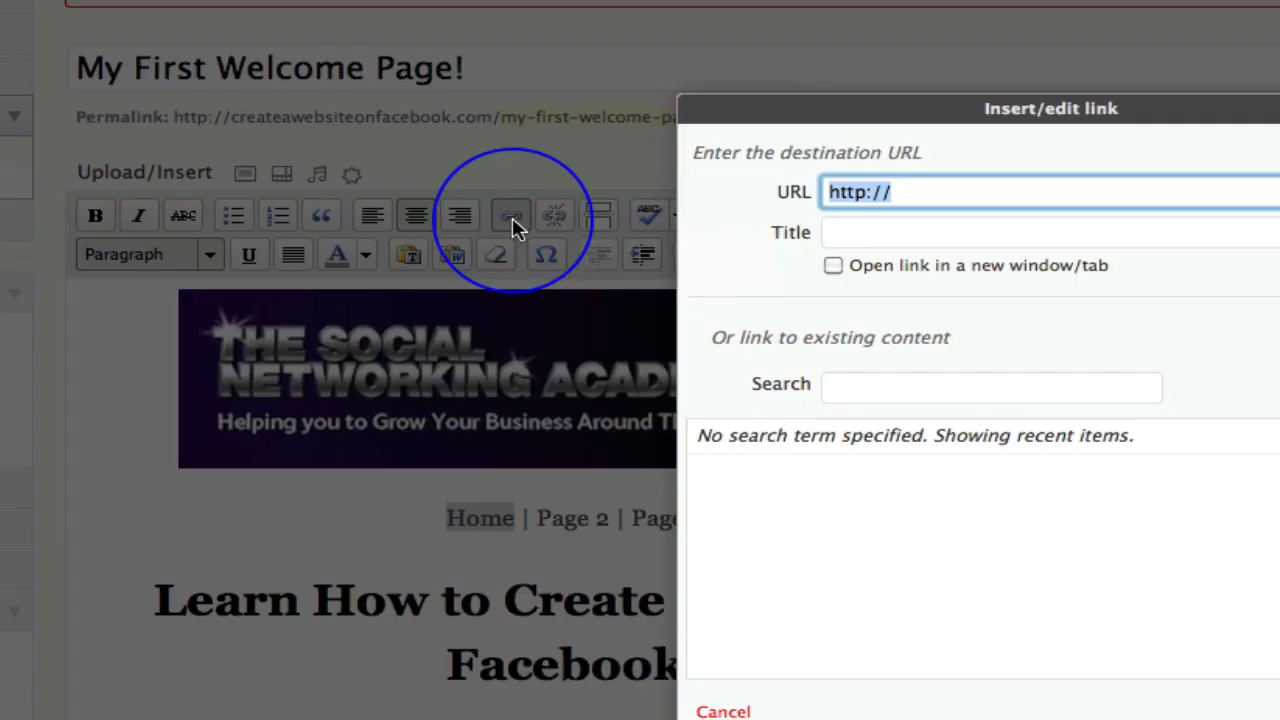 My First Welcome Page!
Permalink: http://createawebsiteonfacebook.com/my-first-welcome-pa
Insert/edit link
Enter the destination URL
Upload/Insert
URL http://
B I ABC “ ABC
Title
Paragraph U A W Ω
Open link in a new window/tab
THE SOCIAL
NETWORKING ACAD
Helping you to Grow Your Business Around Th
Or link to existing content
Search
No search term specified. Showing recent items.
Home | Page 2 | Page
Learn How to Create
Facebook
Cancel